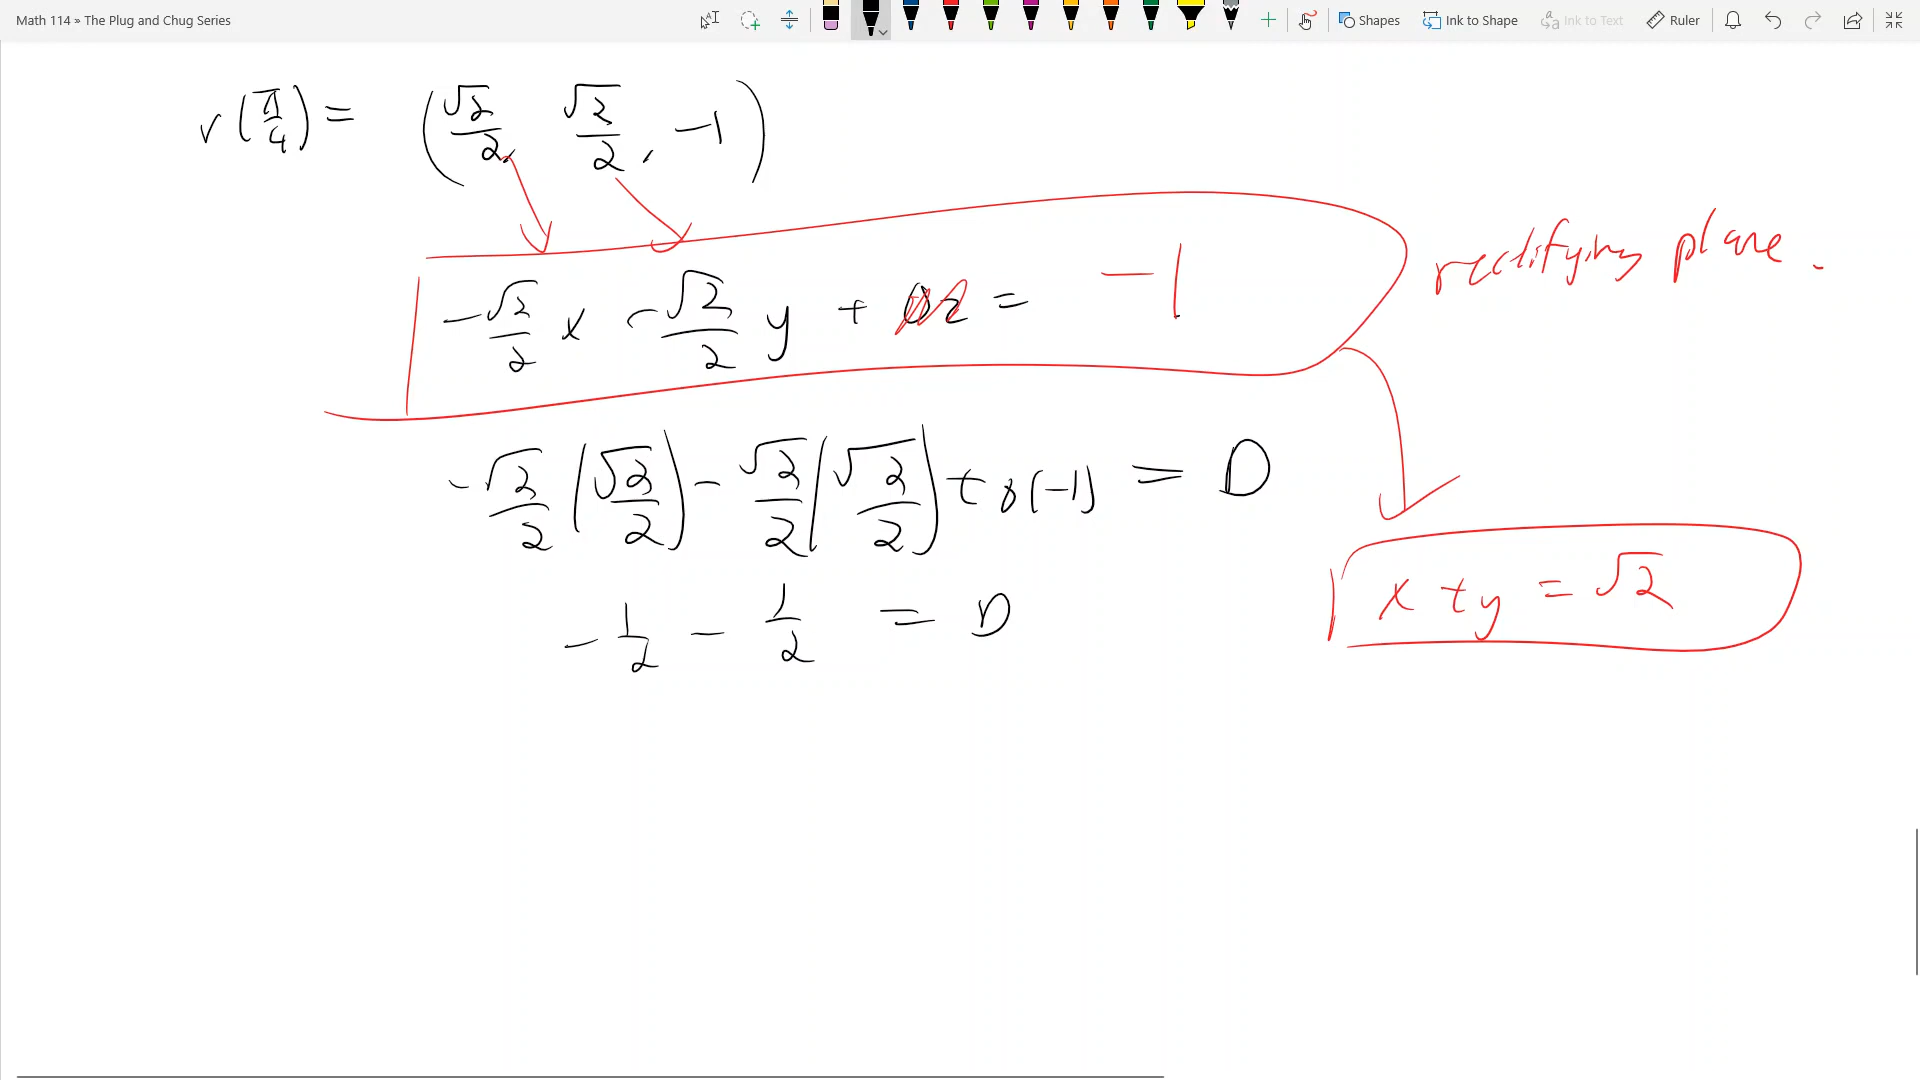 Math 114 » The Plug and Chug Series
Shapes
Ink to Shape
Ink to Text
Ruler
r(π/4) = (√2/2, √2/2, -1)
-√2/2 x - √2/2 y + 0z = -1
rectifying plane.
-√2/2 (√2/2) - √2/2 (√2/2) + 0(-1) = D
x + y = √2
-1/2 - 1/2 = D